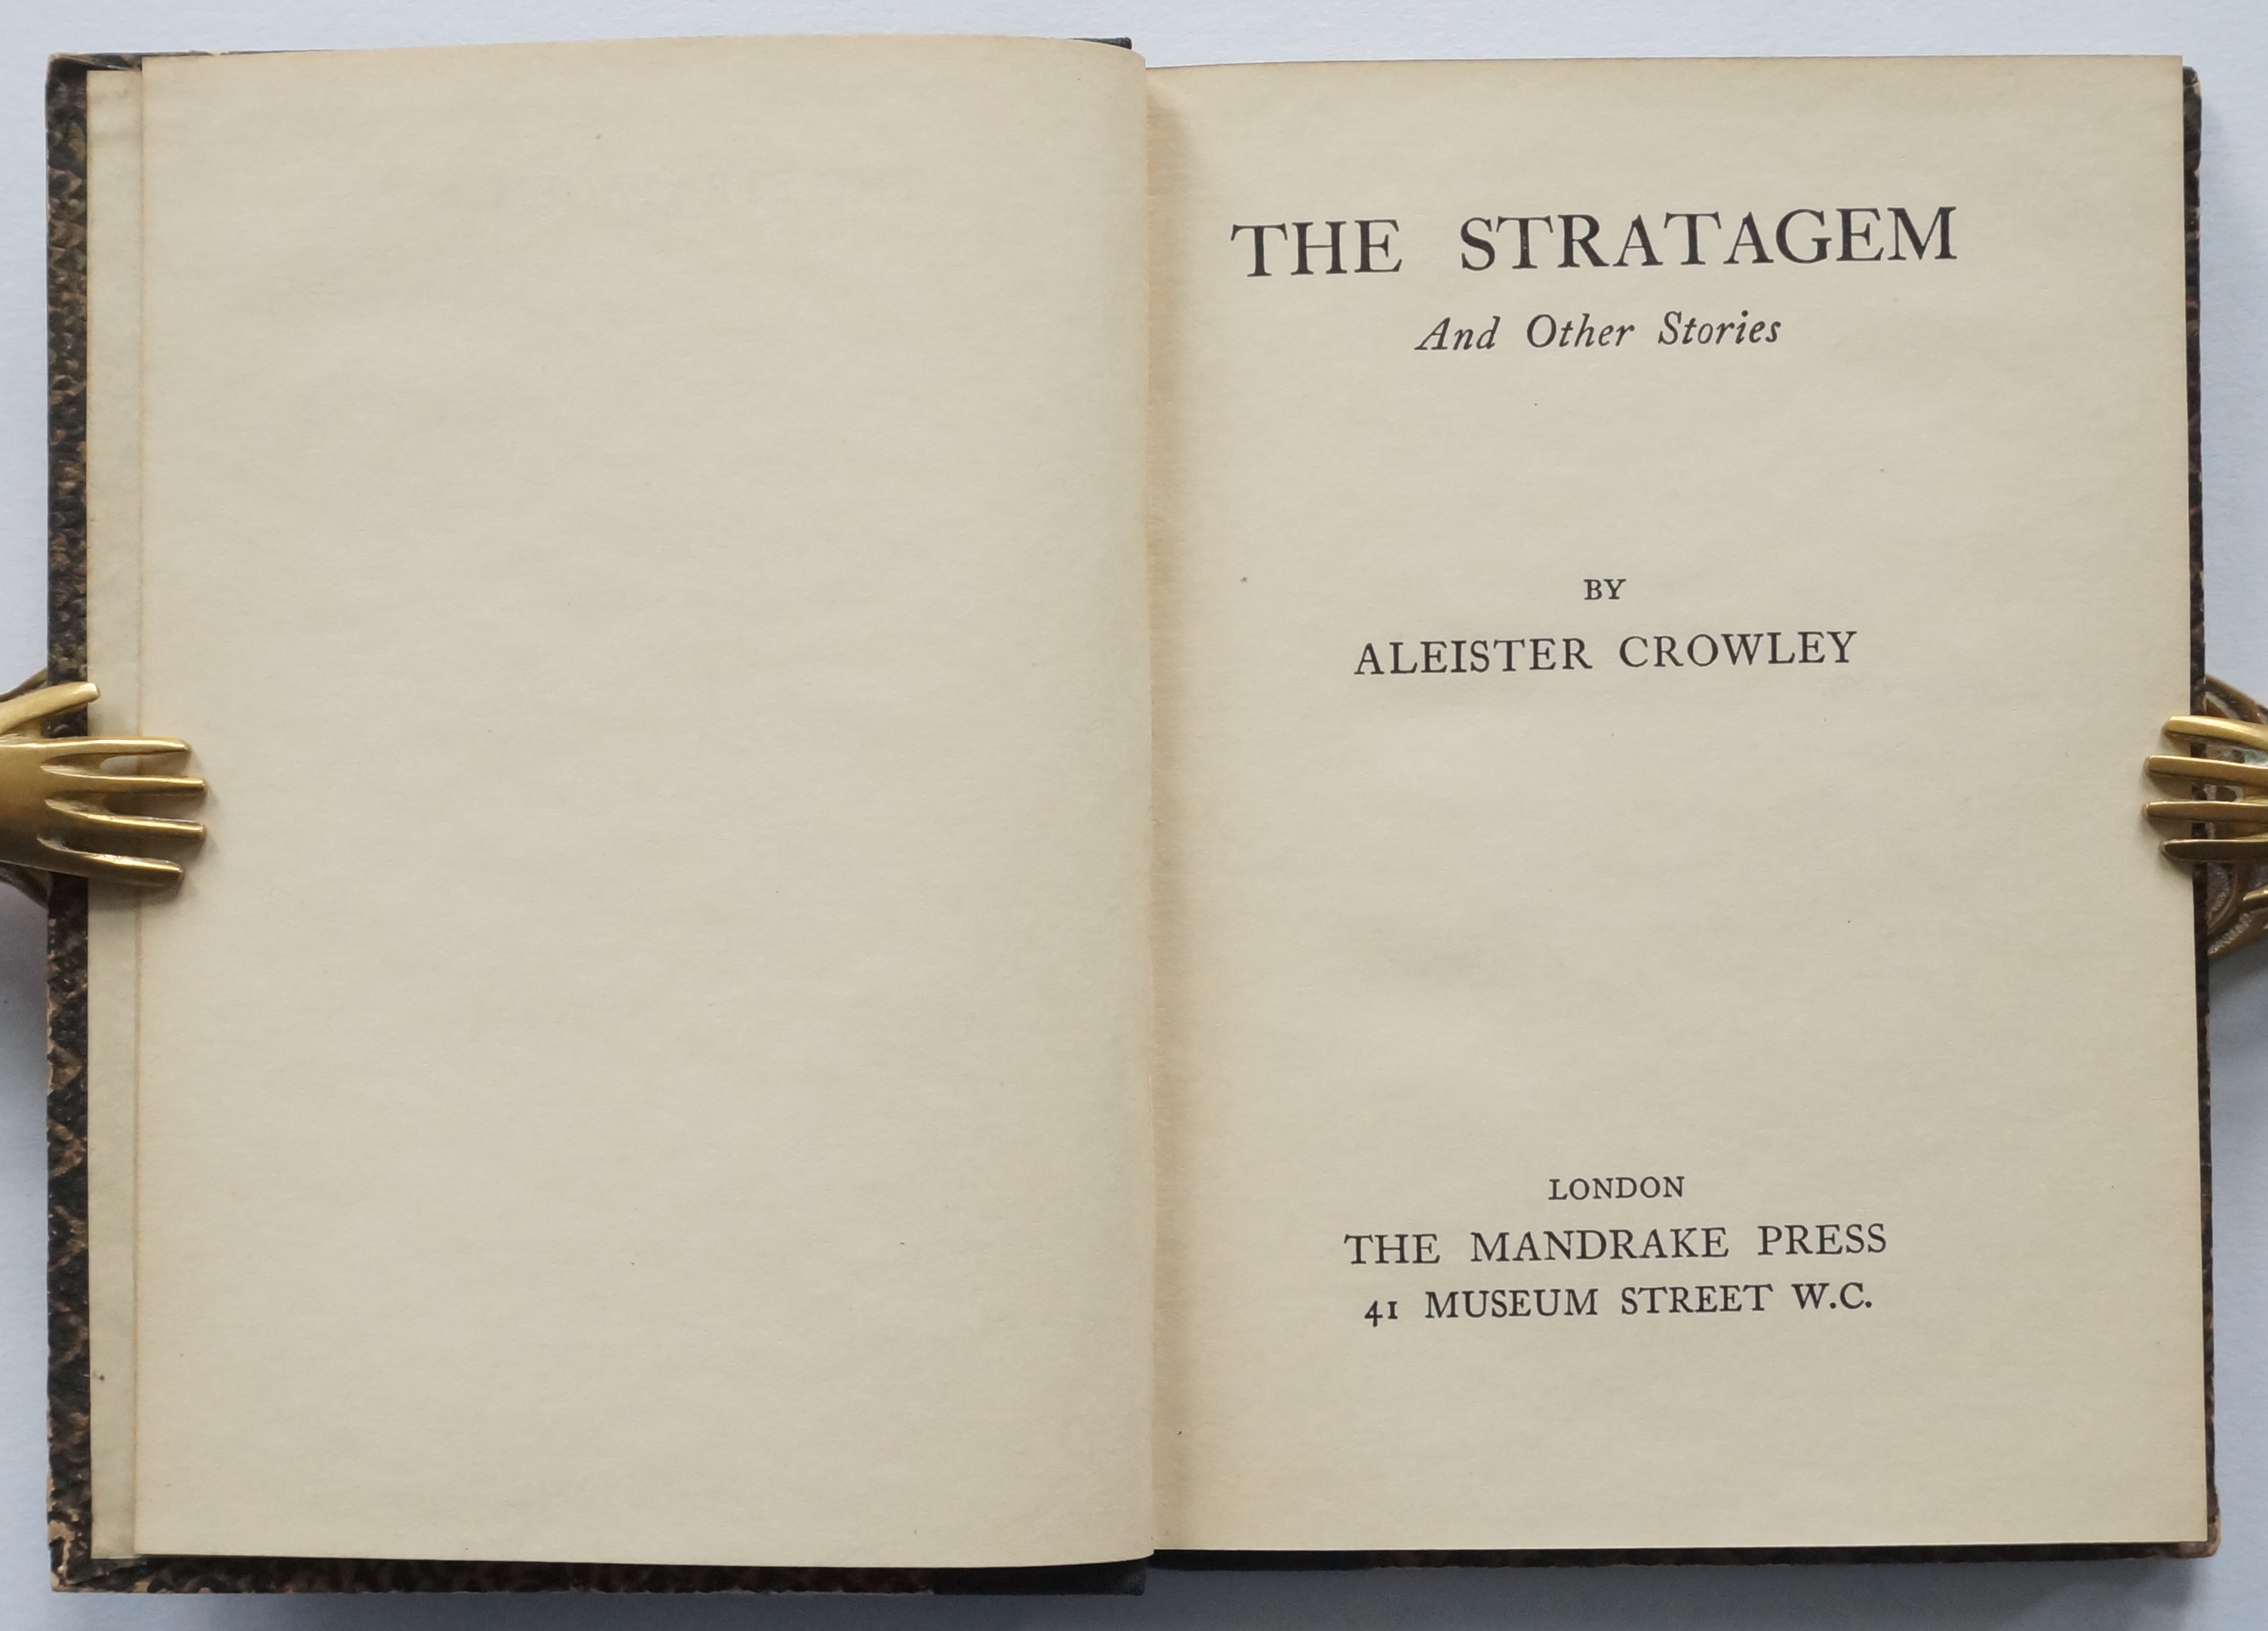 THE STRATAGEM
And Other Stories
BY
ALEISTER CROWLEY
LONDON
THE MANDRAKE PRESS
41 MUSEUM STREET W.C.